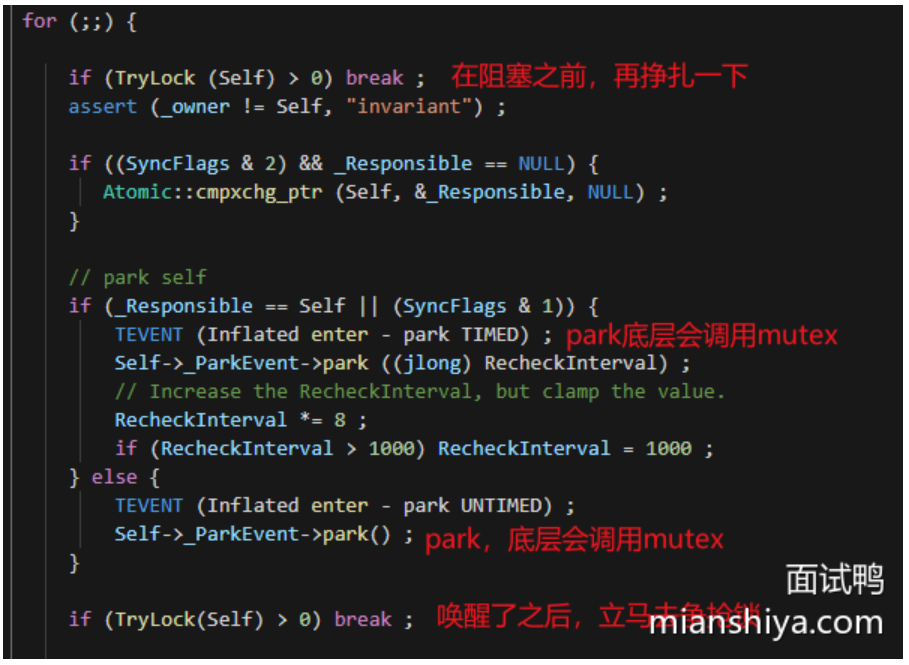 for (;;) {
if (TryLock (Self) > 0) break ; 在阻塞之前，再挣扎一下
assert (_owner != Self, "invariant") ;
if ((SyncFlags & 2) && _Responsible == NULL) {
Atomic::cmpxchg_ptr (Self, &_Responsible, NULL) ;
}
// park self
if (_Responsible == Self || (SyncFlags & 1)) {
TEVENT (Inflated enter - park TIMED) ; park底层会调用mutex
Self->_ParkEvent->park ((jlong) RecheckInterval) ;
// Increase the RecheckInterval, but clamp the value.
RecheckInterval *= 8 ;
if (RecheckInterval > 1000) RecheckInterval = 1000 ;
} else {
TEVENT (Inflated enter - park UNTIMED) ;
Self->_ParkEvent->park() ; park，底层会调用mutex
}
面试鸭
if (TryLock(Self) > 0) break ; 唤醒了之后，立马去争抢锁
mianshiya.com